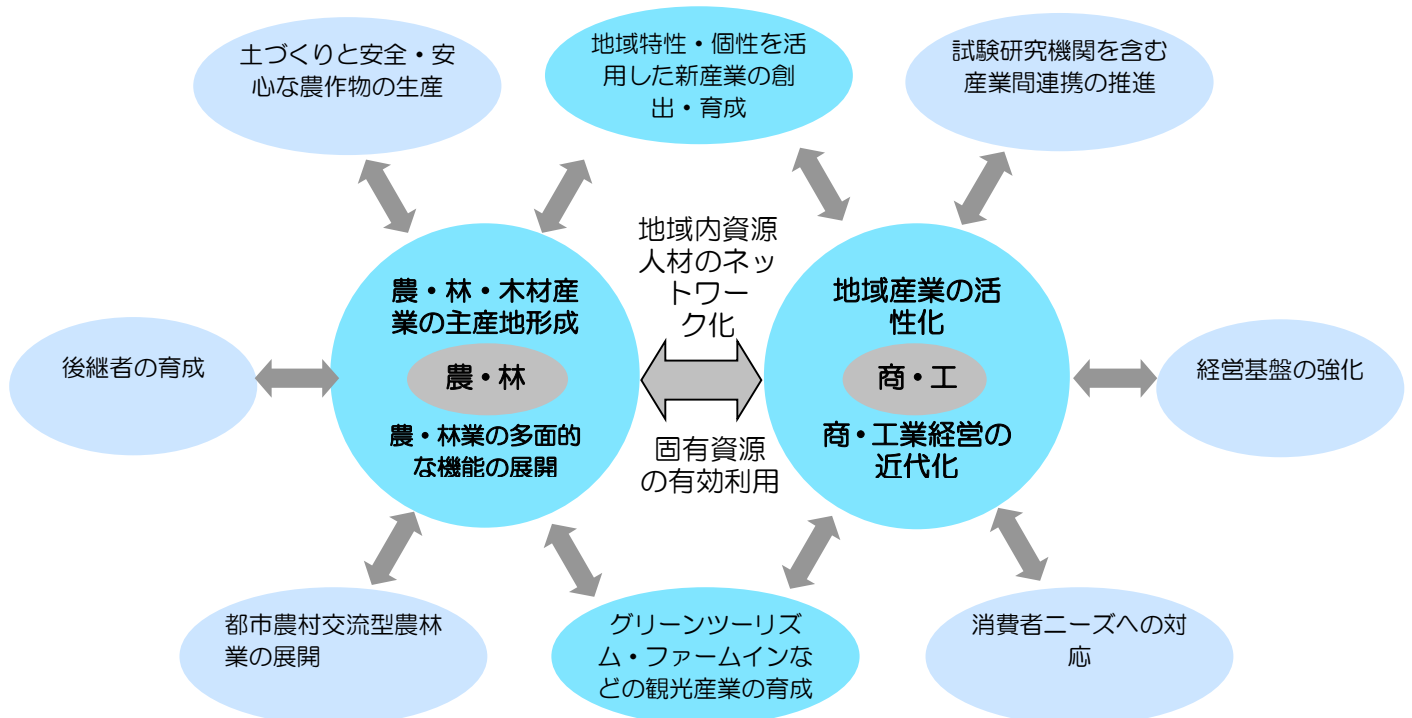 土づくりと安全・安
心な農作物の生産
地域特性・個性を活
用した新産業の創
出・育成
試験研究機関を含む
産業間連携の推進
地域内資源
人材のネッ
トワー
ク化
農・林・木材産
業の主産地形成
農・林
農・林業の多面的
な機能の展開
地域産業の活
性化
商・工
商・工業経営の
近代化
後継者の育成
経営基盤の強化
固有資源
の有効利用
都市農村交流型農林
業の展開
グリーンツーリズ
ム・ファームインな
どの観光産業の育成
消費者ニーズへの対
応